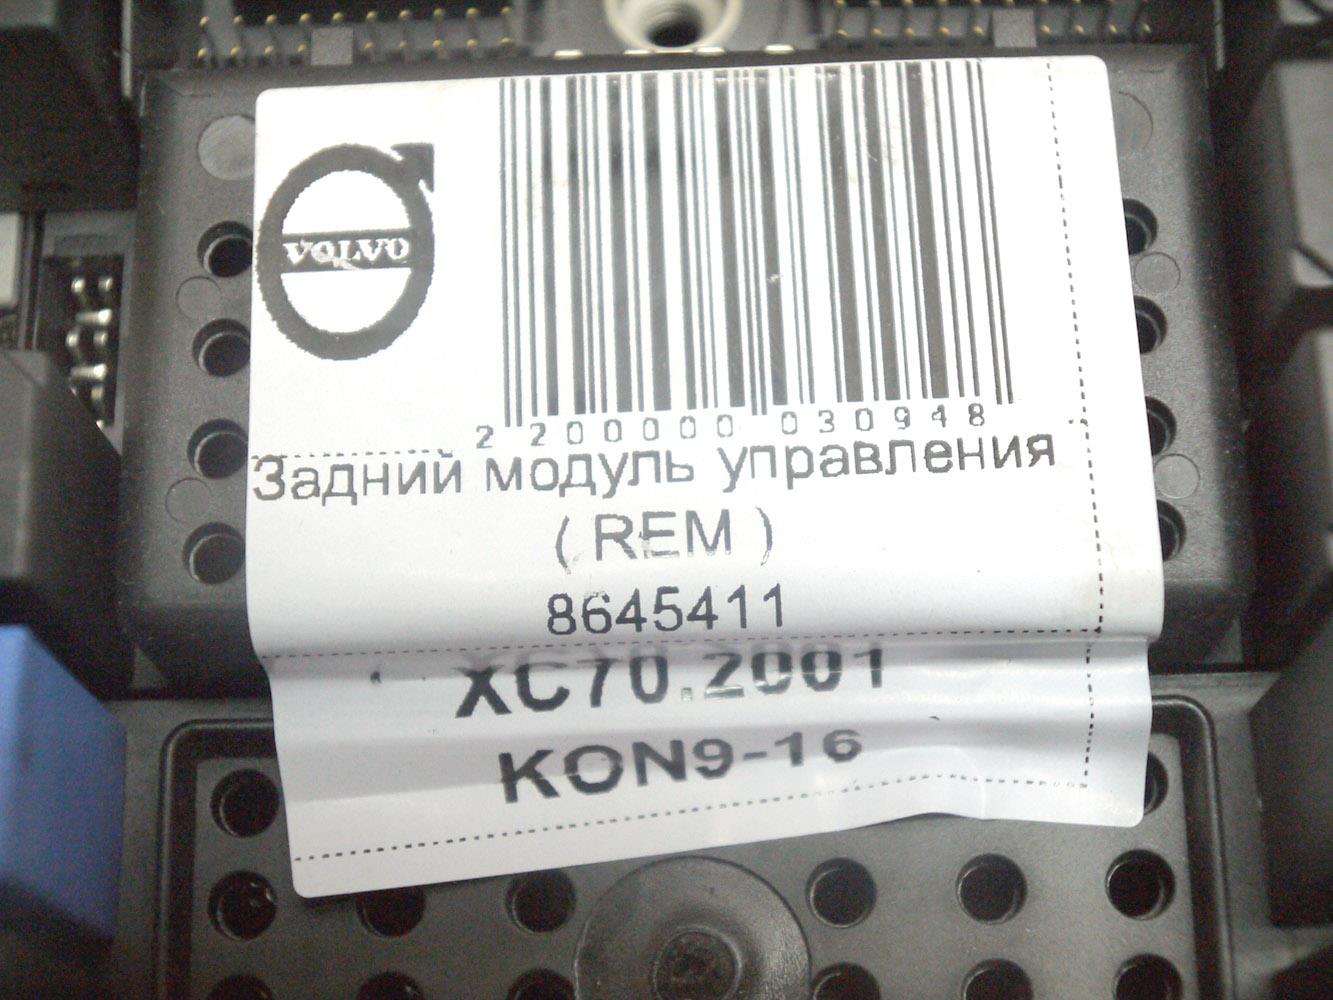 VOLVO
2 200000 030948
Задний модуль управления
( REM )
8645411
XC70.2001
KON9-16